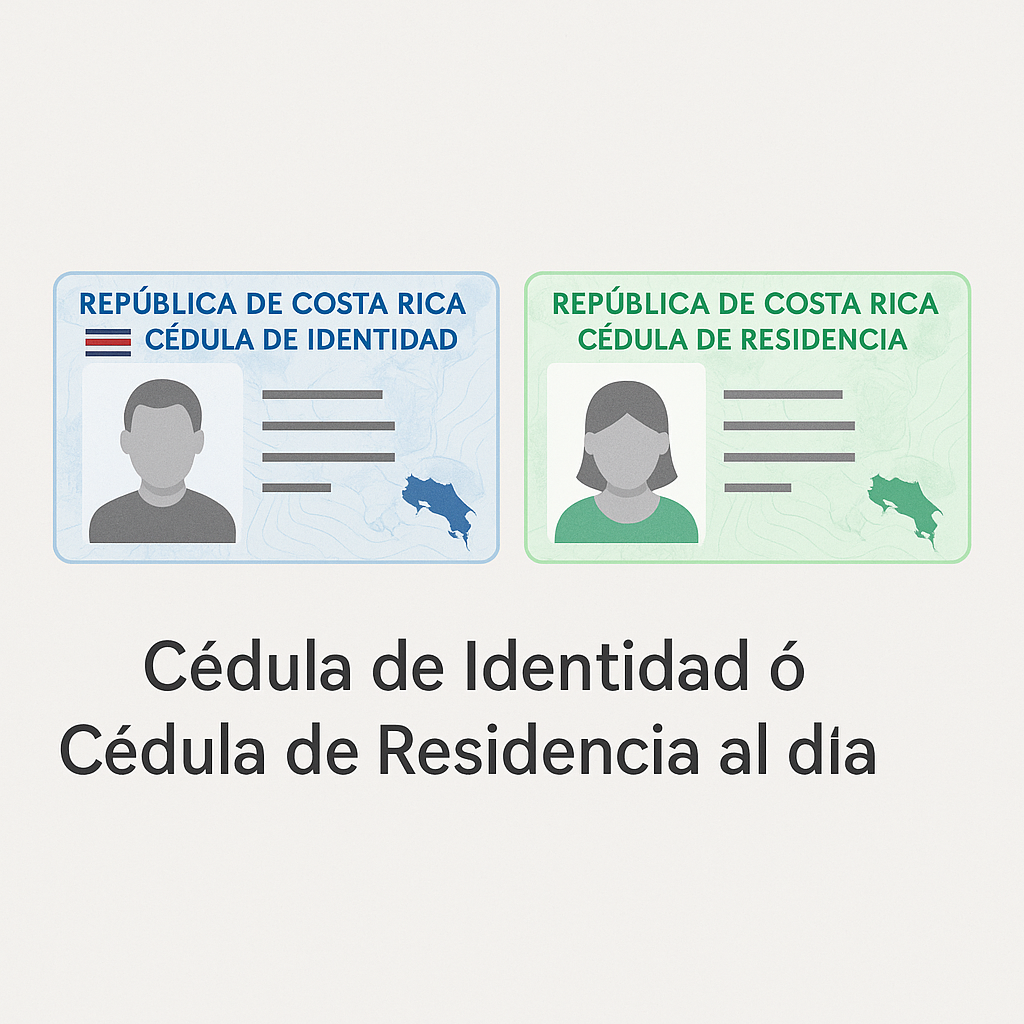 REPÚBLICA DE COSTA RICA
CÉDULA DE IDENTIDAD
REPÚBLICA DE COSTA RICA
CÉDULA DE RESIDENCIA
Cédula de Identidad ó
Cédula de Residencia al día